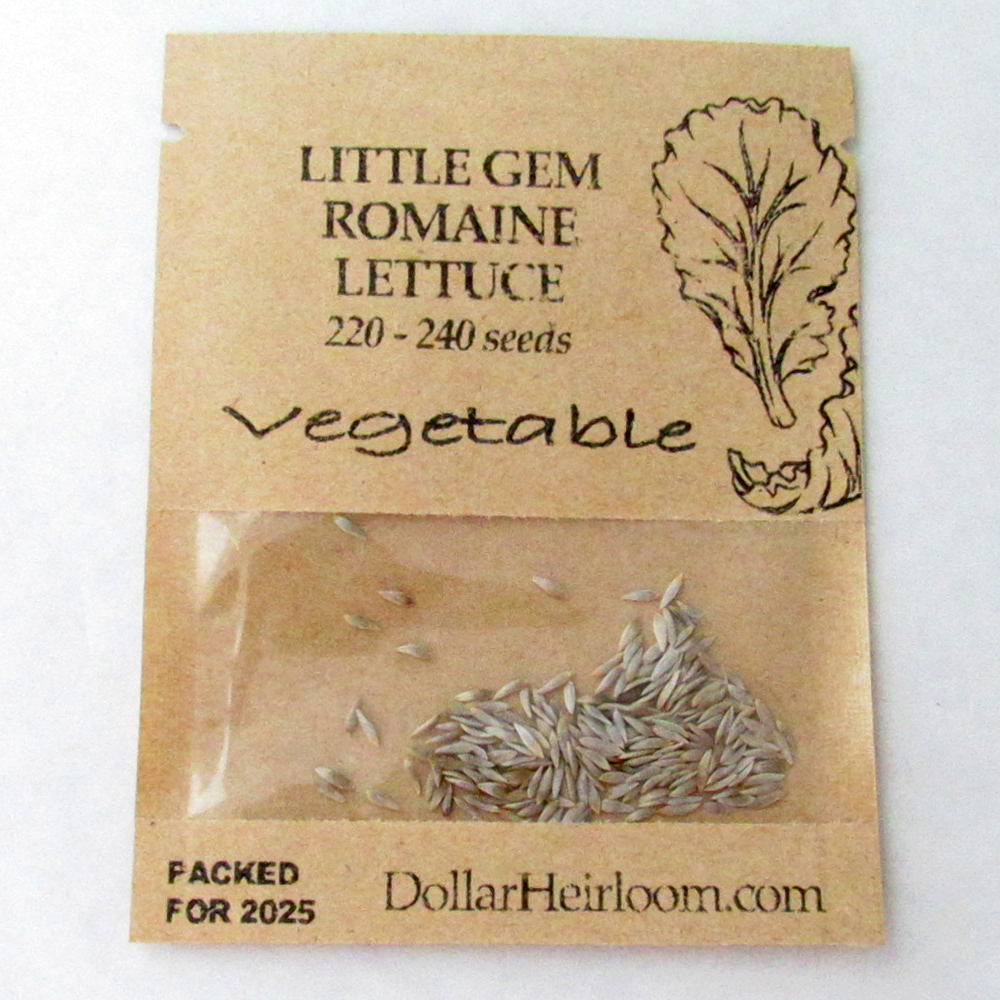 LITTLE GEM
ROMAINE
LETTUCE
220 - 240 seeds
vegetable
PACKED
FOR 2025
DollarHeirloom.com